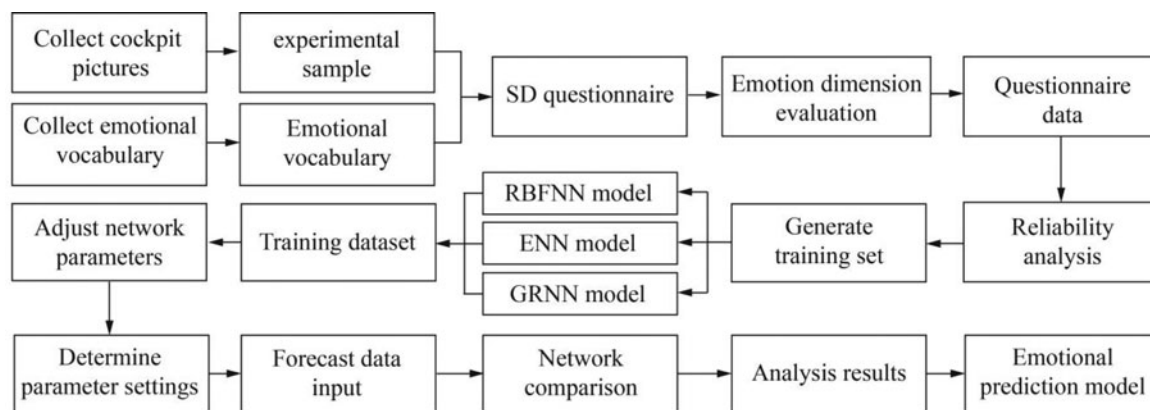 Collect cockpit
pictures
experimental
sample
Collect emotional
vocabulary
Emotional
vocabulary
SD questionnaire
Emotion dimension
evaluation
Questionnaire
data
Reliability
analysis
Generate
training set
RBFNN model
ENN model
GRNN model
Training dataset
Adjust network
parameters
Determine
parameter settings
Forecast data
input
Network
comparison
Analysis results
Emotional
prediction model